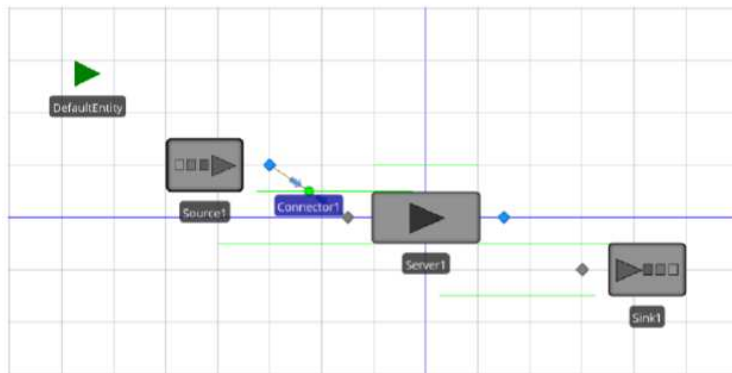 DefaultEntity
Source1
Connector1
Server1
Sink1